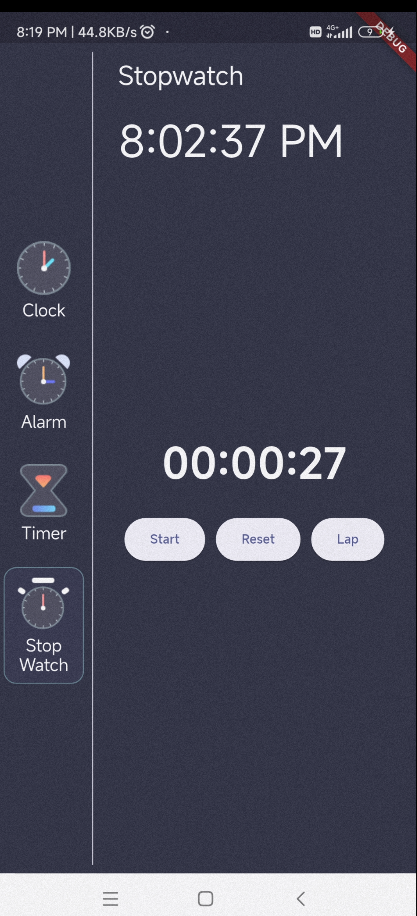 8:19 PM | 44.8KB/s
HD 4G+ 9
DEBUG
Stopwatch
8:02:37 PM
Clock
Alarm
Timer
Stop
Watch
00:00:27
Start Reset Lap